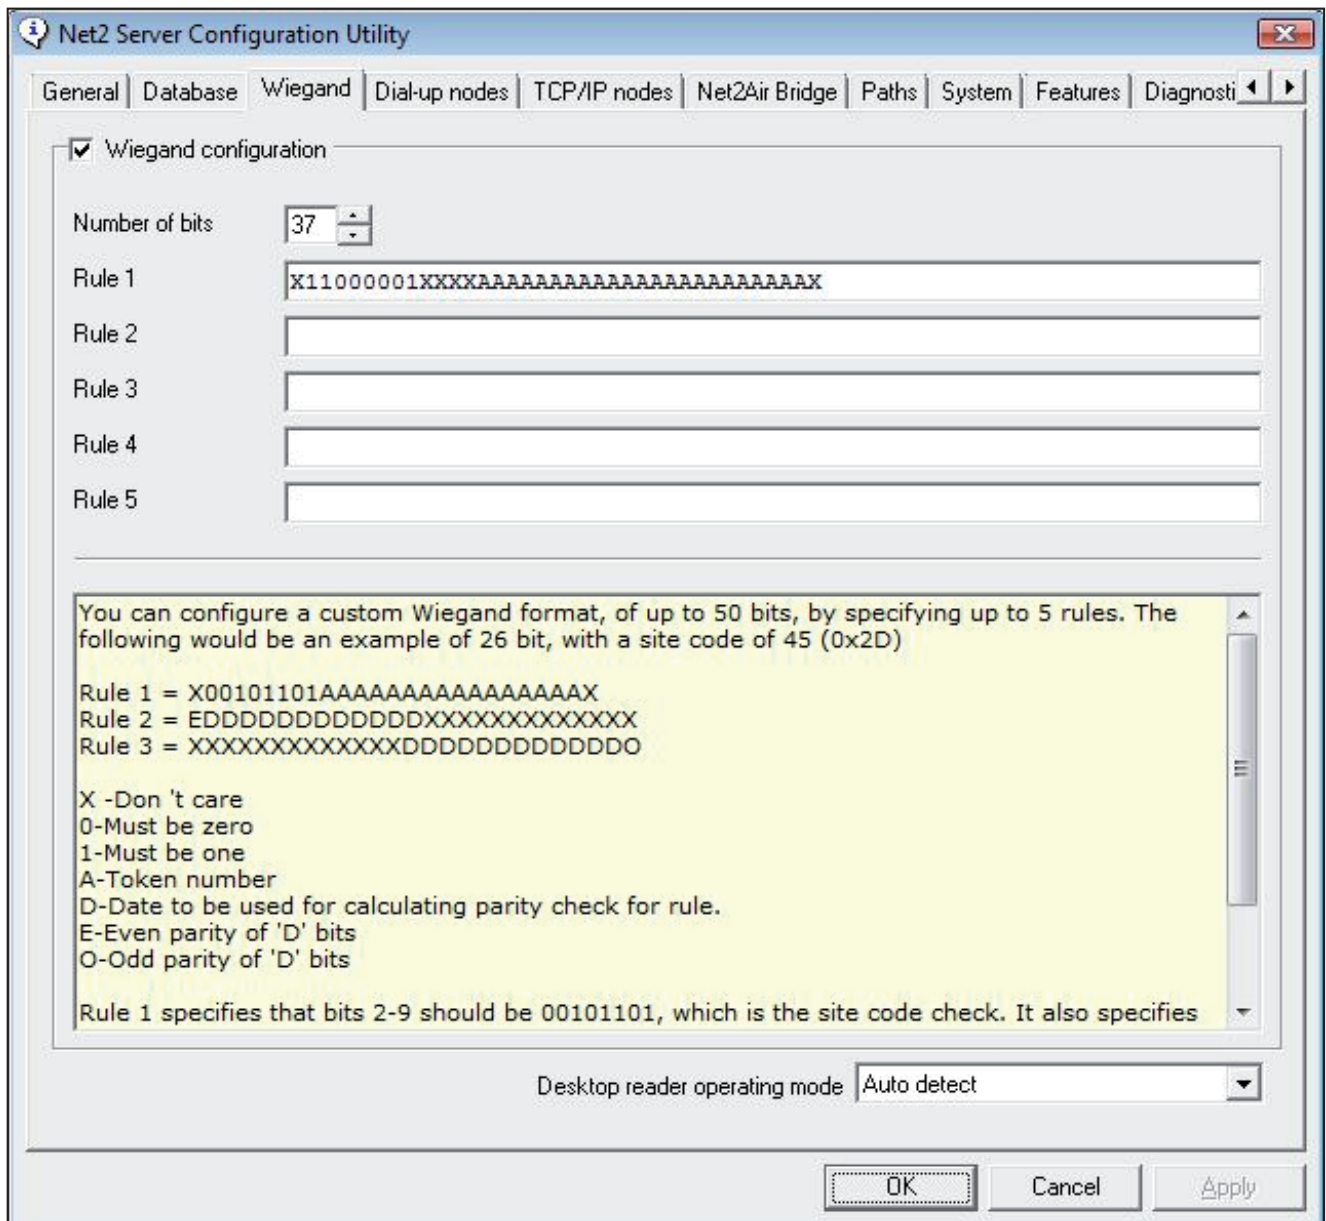 Net2 Server Configuration Utility
General Database Wiegand Dial-up nodes TCP/IP nodes Net2Air Bridge Paths System Features Diagnosti
Wiegand configuration
Number of bits 37
Rule 1 X11000001XXXXAAAAAAAAAAAAAAAAAAAAAAAX
Rule 2
Rule 3
Rule 4
Rule 5
You can configure a custom Wiegand format, of up to 50 bits, by specifying up to 5 rules. The
following would be an example of 26 bit, with a site code of 45 (0x2D)
Rule 1 = X00101101AAAAAAAAAAAAAAAAX
Rule 2 = EDDDDDDDDDDDDXXXXXXXXXXXXX
Rule 3 = XXXXXXXXXXXXXDDDDDDDDDDDDO
X -Don 't care
0-Must be zero
1-Must be one
A-Token number
D-Date to be used for calculating parity check for rule.
E-Even parity of 'D' bits
O-Odd parity of 'D' bits
Rule 1 specifies that bits 2-9 should be 00101101, which is the site code check. It also specifies
Desktop reader operating mode Auto detect
OK Cancel Apply